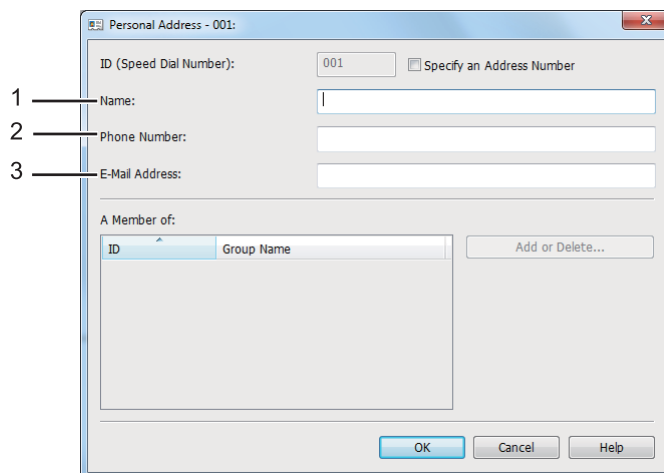 Personal Address - 001:
ID (Speed Dial Number): 001 Specify an Address Number
1 Name:
2 Phone Number:
3 E-Mail Address:
A Member of:
ID Group Name Add or Delete...
OK Cancel Help